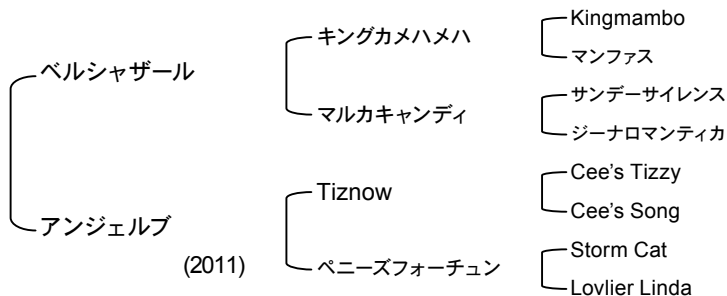 ベルシャザール
アンジェルブ
(2011)
キングカメハメハ
マルカキャンディ
Tiznow
ペニーズフォーチュン
Kingmambo
マンファス
サンデーサイレンス
ジーナロマンティカ
Cee's Tizzy
Cee's Song
Storm Cat
Lovlier Linda